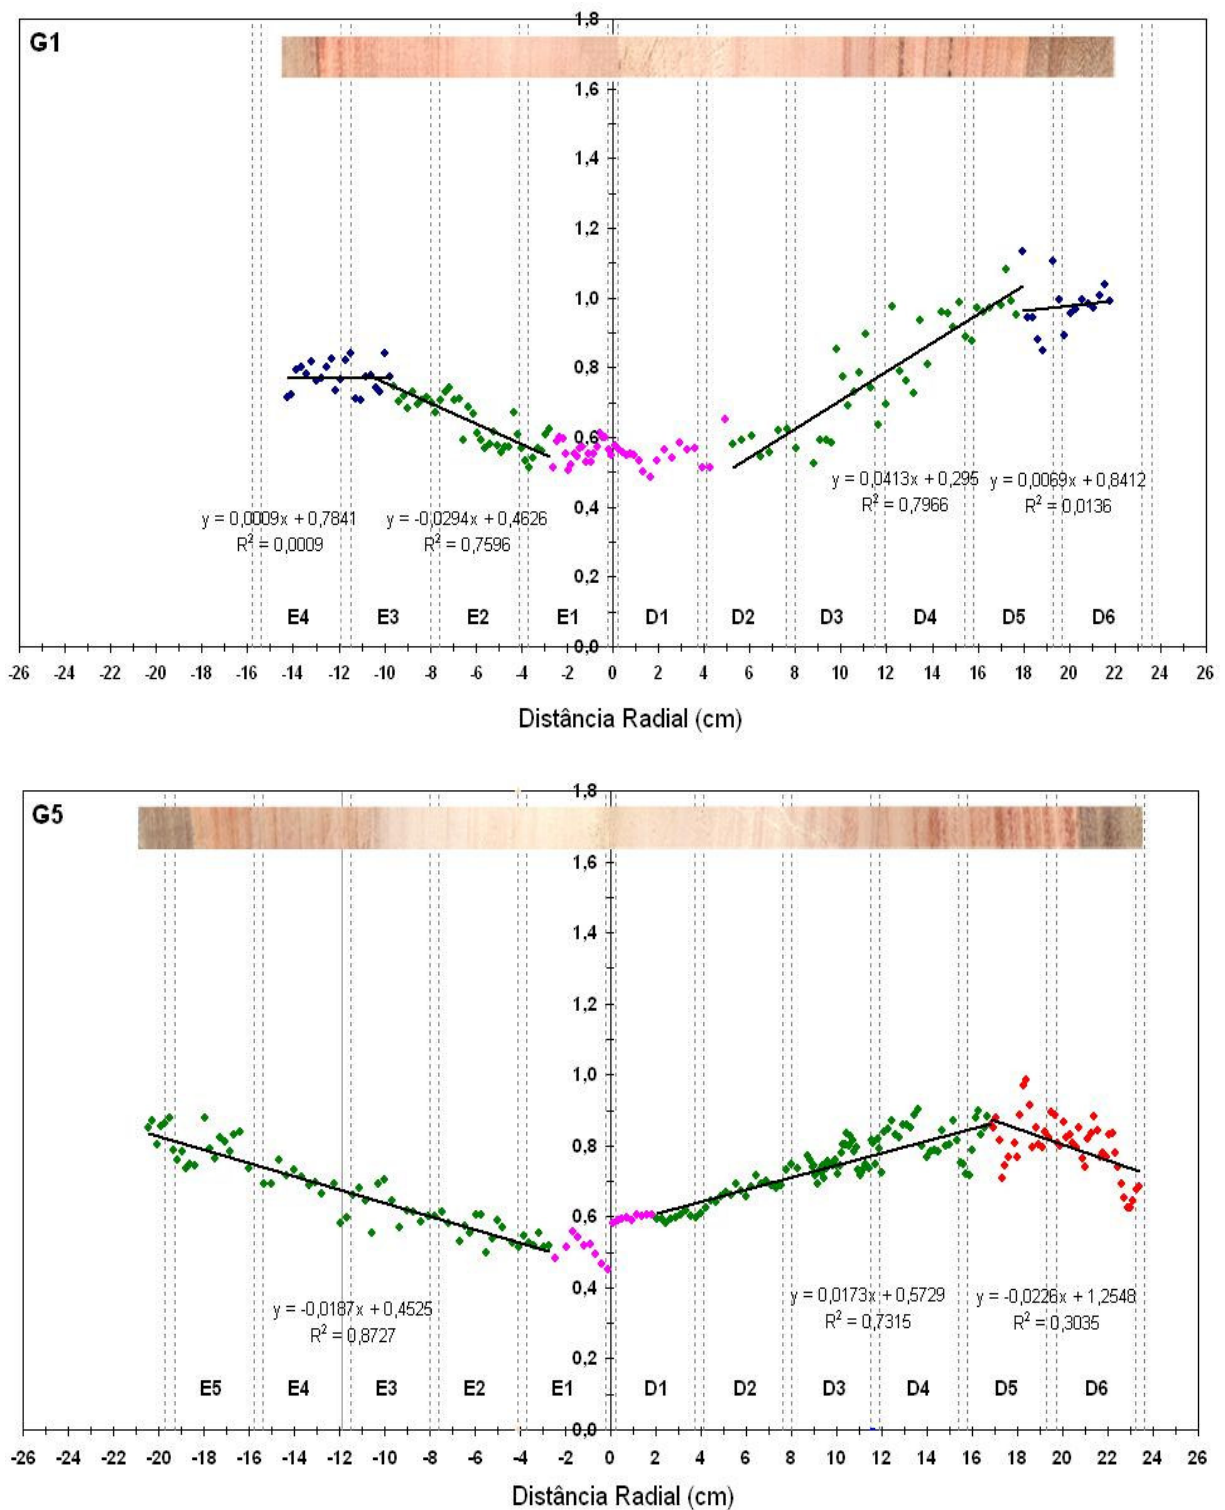 G1
1,8
1,6
1,4
1,2
1,0
0,8
0,6
y = 0,0413x + 0,295 y = 0,0069x + 0,8412
R² = 0,7966 R² = 0,0136
0,4
y = 0,0009x + 0,7841 y = -0,0294x + 0,4626
R² = 0,0009 R² = 0,7596
0,2
E4 E3 E2 E1 D1 D2 D3 D4 D5 D6
0,0
-26 -24 -22 -20 -18 -16 -14 -12 -10 -8 -6 -4 -2 0 2 4 6 8 10 12 14 16 18 20 22 24 26
Distância Radial (cm)
1,8
G5
1,6
1,4
1,2
1,0
0,8
0,6
0,4
y = 0,0173x + 0,5729 y = -0,0226x + 1,2548
y = -0,0187x + 0,4525
R² = 0,7315 R² = 0,3035
R² = 0,8727
0,2
E5 E4 E3 E2 E1 D1 D2 D3 D4 D5 D6
0,0
-26 -24 -22 -20 -18 -16 -14 -12 -10 -8 -6 -4 -2 0 2 4 6 8 10 12 14 16 18 20 22 24 26
Distância Radial (cm)